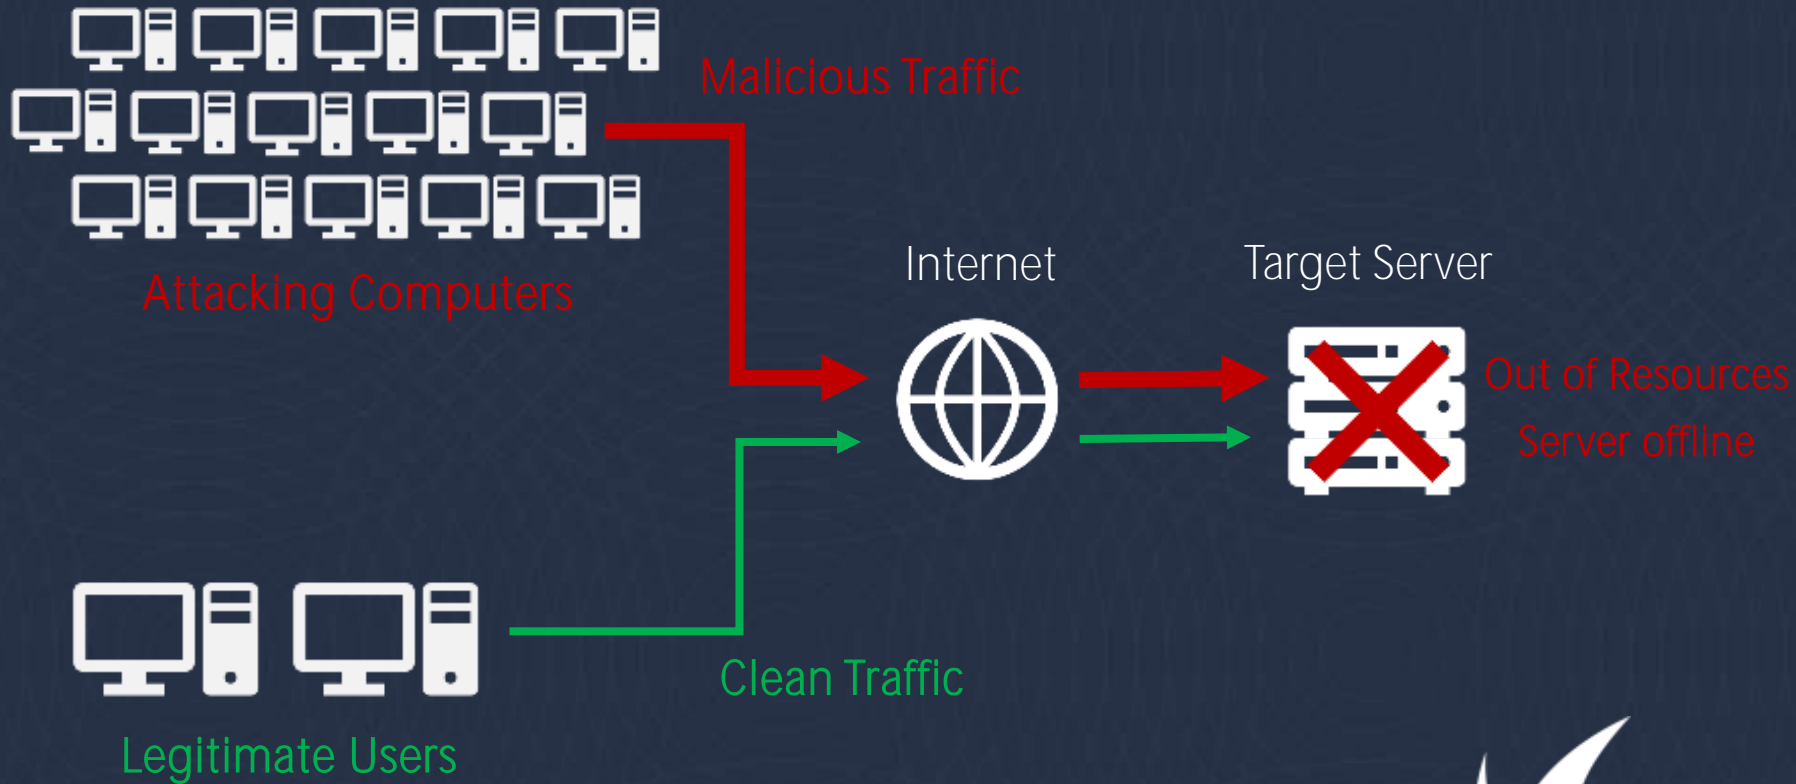 Malicious Traffic
Attacking Computers
Internet
Target Server
Out of Resources
Server offline
Clean Traffic
Legitimate Users